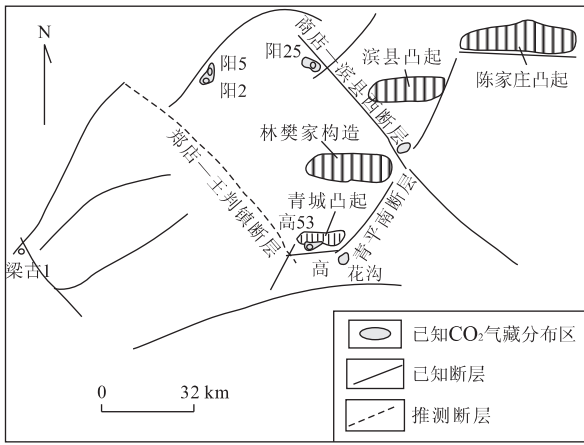 N
阳5
阳2
阳25
商店—滨县西断层
滨县凸起
陈家庄凸起
林樊家构造
郑店—王判镇断层
青城凸起
高53
高
青平南断层
花沟
梁古1
0 32 km
已知CO₂气藏分布区
已知断层
推测断层